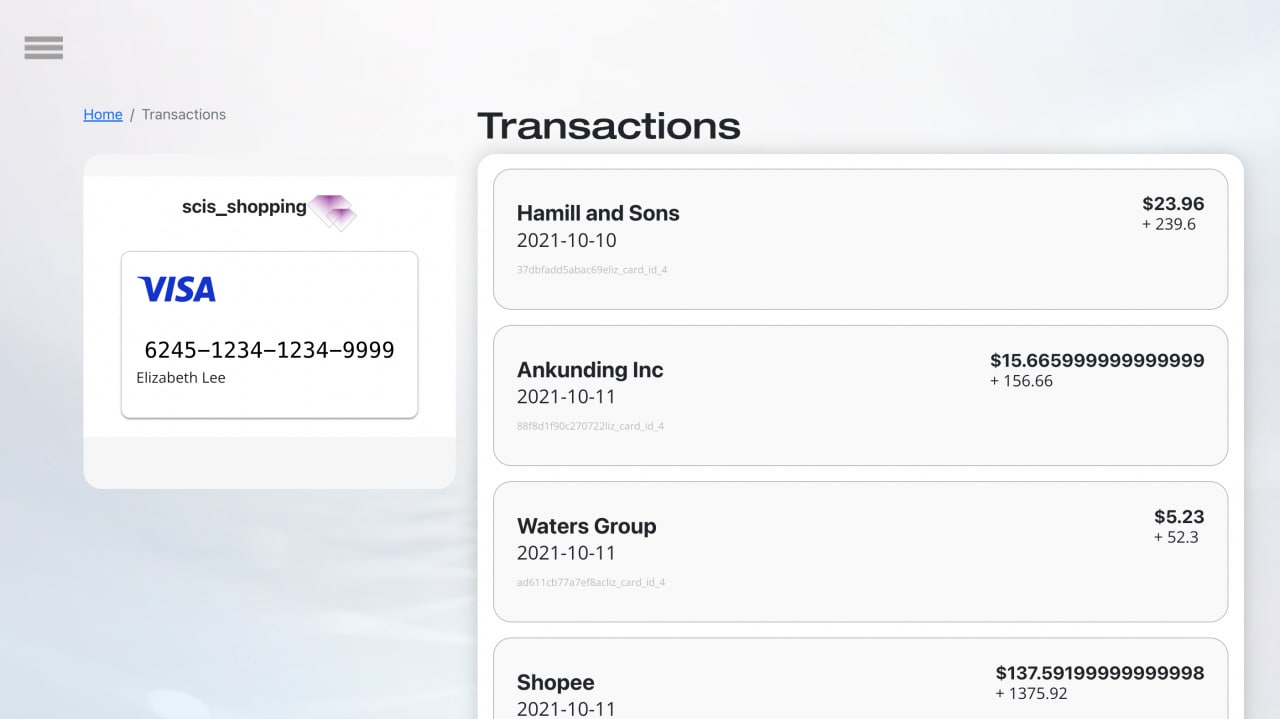 Home / Transactions
Transactions
scis_shopping
VISA
6245–1234–1234–9999
Elizabeth Lee
Hamill and Sons
2021-10-10
37dbfadd5abac69eliz_card_id_4
$23.96
+ 239.6
Ankunding Inc
2021-10-11
88f8d1f90c270722liz_card_id_4
$15.665999999999999
+ 156.66
Waters Group
2021-10-11
ad611cb77a7ef8acliz_card_id_4
$5.23
+ 52.3
Shopee
2021-10-11
$137.59199999999998
+ 1375.92